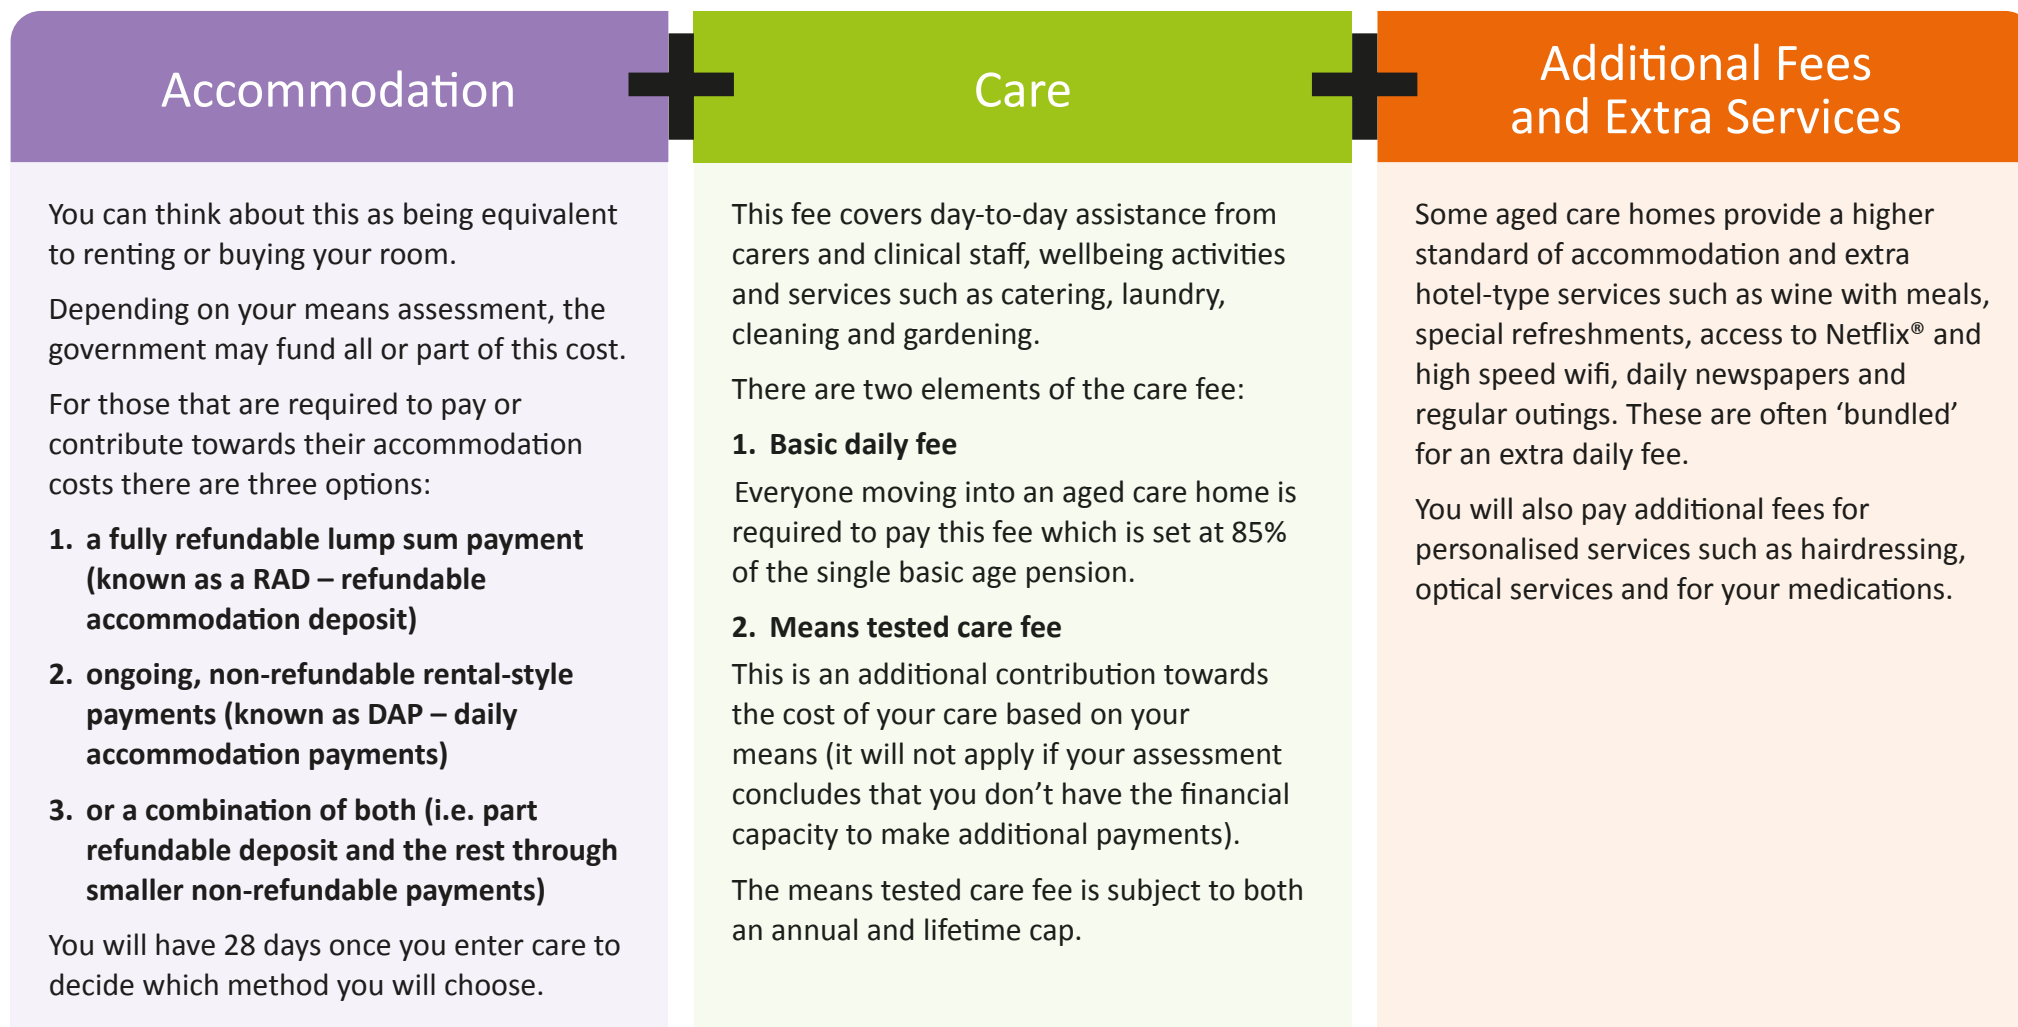 Accommodation
You can think about this as being equivalent
to renting or buying your room.
Depending on your means assessment, the
government may fund all or part of this cost.
For those that are required to pay or
contribute towards their accommodation
costs there are three options:
1. a fully refundable lump sum payment
(known as a RAD – refundable
accommodation deposit)
2. ongoing, non-refundable rental-style
payments (known as DAP – daily
accommodation payments)
3. or a combination of both (i.e. part
refundable deposit and the rest through
smaller non-refundable payments)
You will have 28 days once you enter care to
decide which method you will choose.
+
Care
This fee covers day-to-day assistance from
carers and clinical staff, wellbeing activities
and services such as catering, laundry,
cleaning and gardening.
There are two elements of the care fee:
1. Basic daily fee
Everyone moving into an aged care home is
required to pay this fee which is set at 85%
of the single basic age pension.
2. Means tested care fee
This is an additional contribution towards
the cost of your care based on your
means (it will not apply if your assessment
concludes that you don’t have the financial
capacity to make additional payments).
The means tested care fee is subject to both
an annual and lifetime cap.
+
Additional Fees
and Extra Services
Some aged care homes provide a higher
standard of accommodation and extra
hotel-type services such as wine with meals,
special refreshments, access to Netflix® and
high speed wifi, daily newspapers and
regular outings. These are often ‘bundled’
for an extra daily fee.
You will also pay additional fees for
personalised services such as hairdressing,
optical services and for your medications.